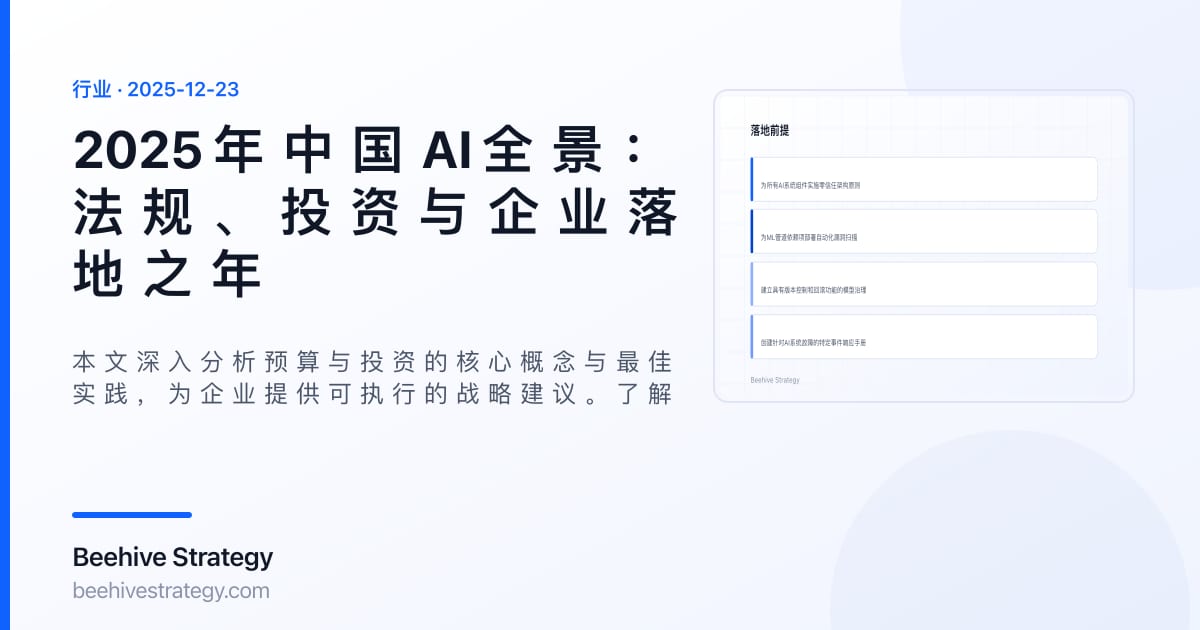 行业 · 2025-12-23
2025年中国AI全景：
法规、投资与企业落
地之年
本文深入分析预算与投资的核心概念与最佳
实践，为企业提供可执行的战略建议。了解
Beehive Strategy
beehivestrategy.com
落地前提
为所有AI系统组件实施零信任架构原则
为ML管道依赖项部署自动化漏洞扫描
建立具有版本控制和回滚功能的模型治理
创建针对AI系统故障的特定事件响应手册
Beehive Strategy